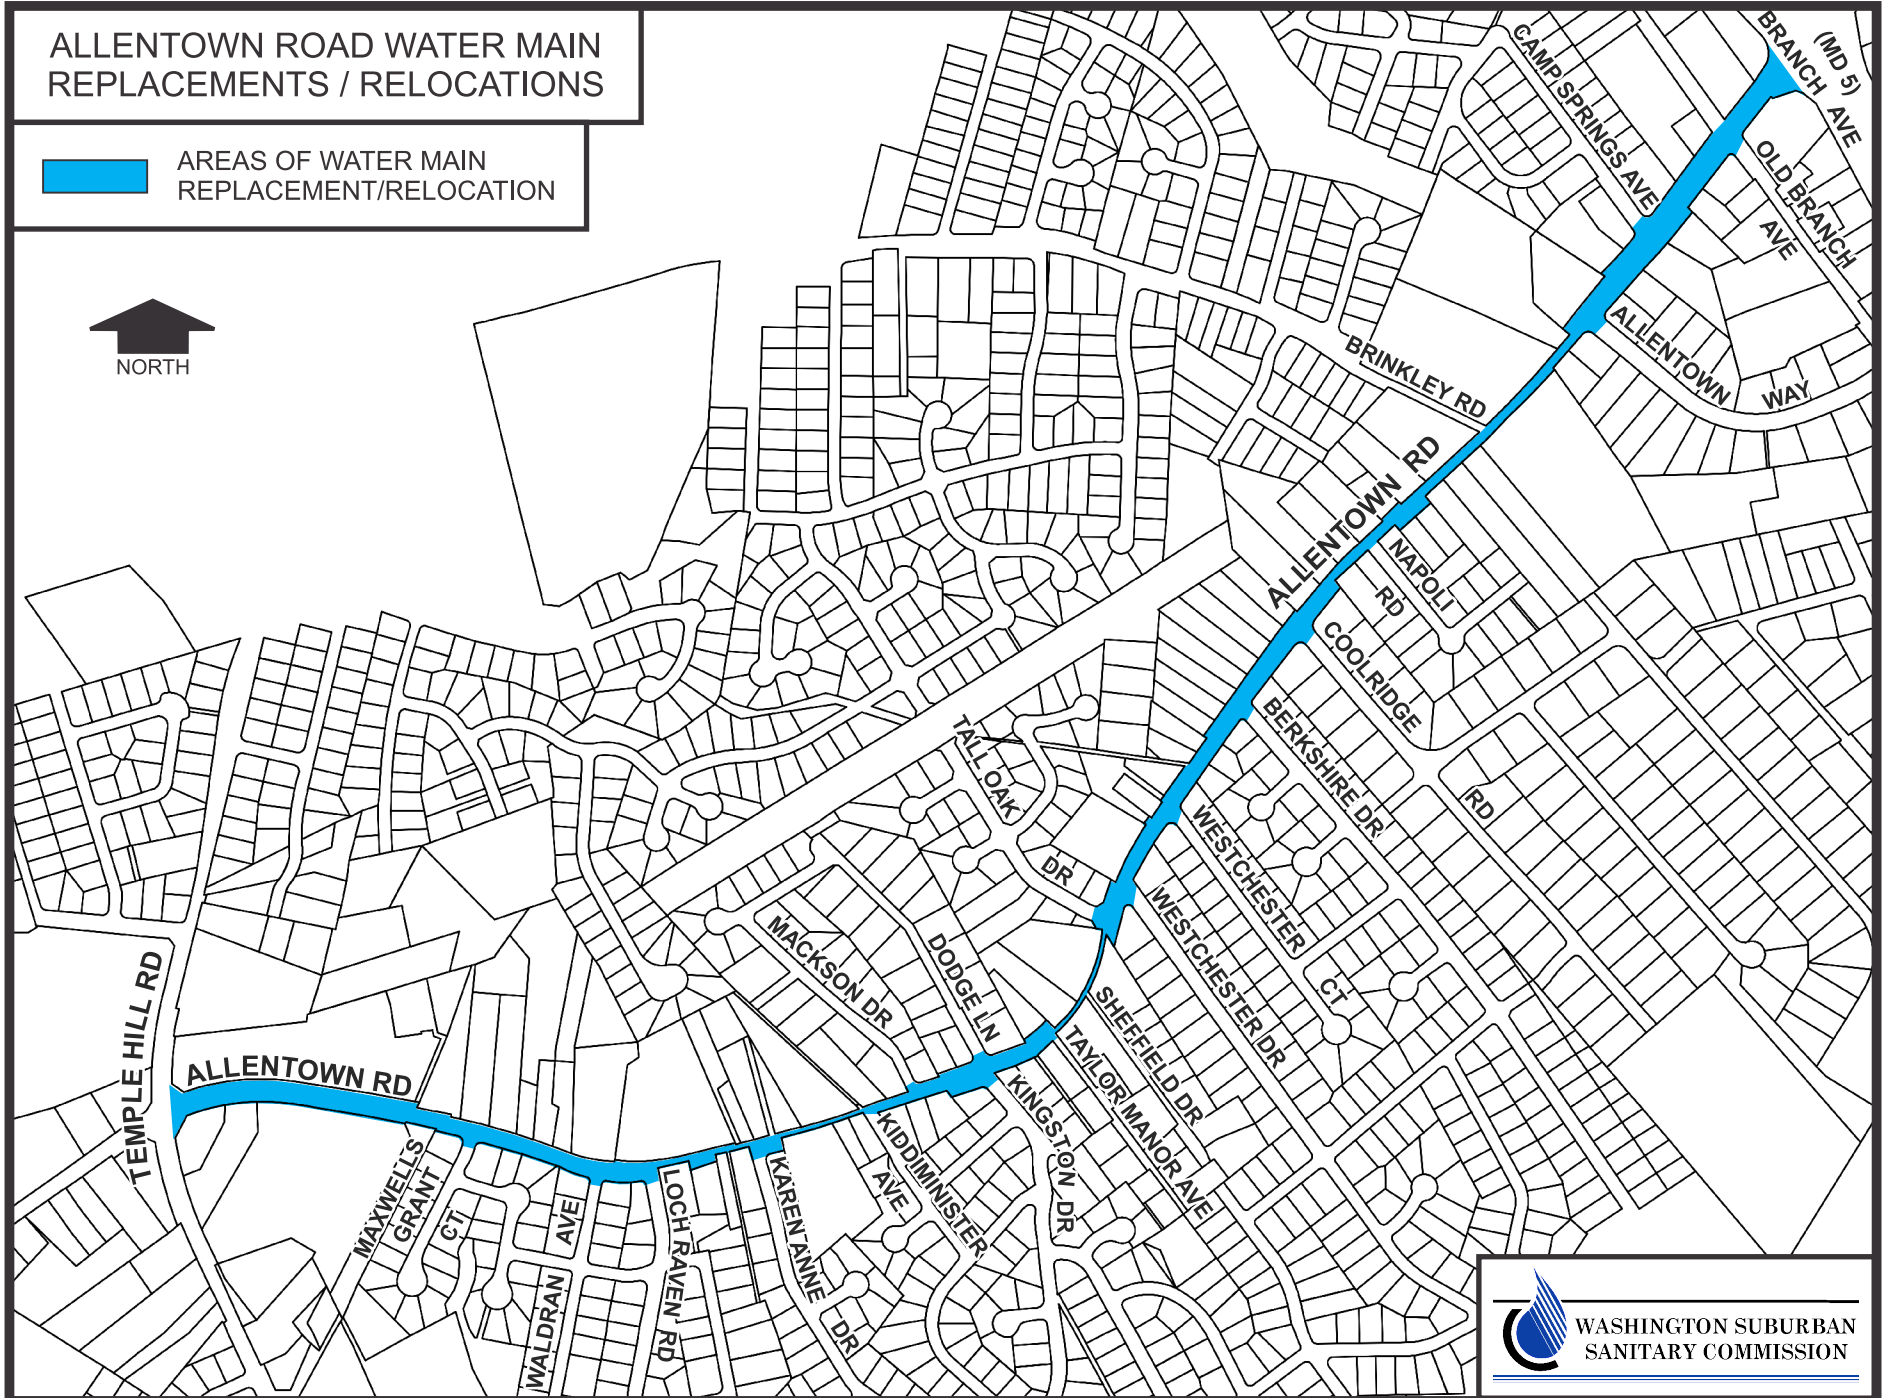 ALLENTOWN ROAD WATER MAIN
REPLACEMENTS / RELOCATIONS
AREAS OF WATER MAIN
REPLACEMENT/RELOCATION
NORTH
CAMP SPRINGS AVE
BRANCH AVE
(MD 5)
OLD BRANCH
AVE
ALLENTOWN WAY
BRINKLEY RD
ALLENTOWN RD
NAPOLI
RD
COOLRIDGE RD
BERKSHIRE DR
TALL OAK DR
WESTCHESTER CT
WESTCHESTER DR
MACKSON DR
DODGE LN
SHEFFIELD DR
TAYLOR MANOR AVE
KINGSTON DR
KIDDIMINISTER
AVE
KAREN ANNE DR
LOCH RAVEN RD
WALDRAN AVE
MAXWELLS
GRANT
CT
ALLENTOWN RD
TEMPLE HILL RD
WASHINGTON SUBURBAN
SANITARY COMMISSION